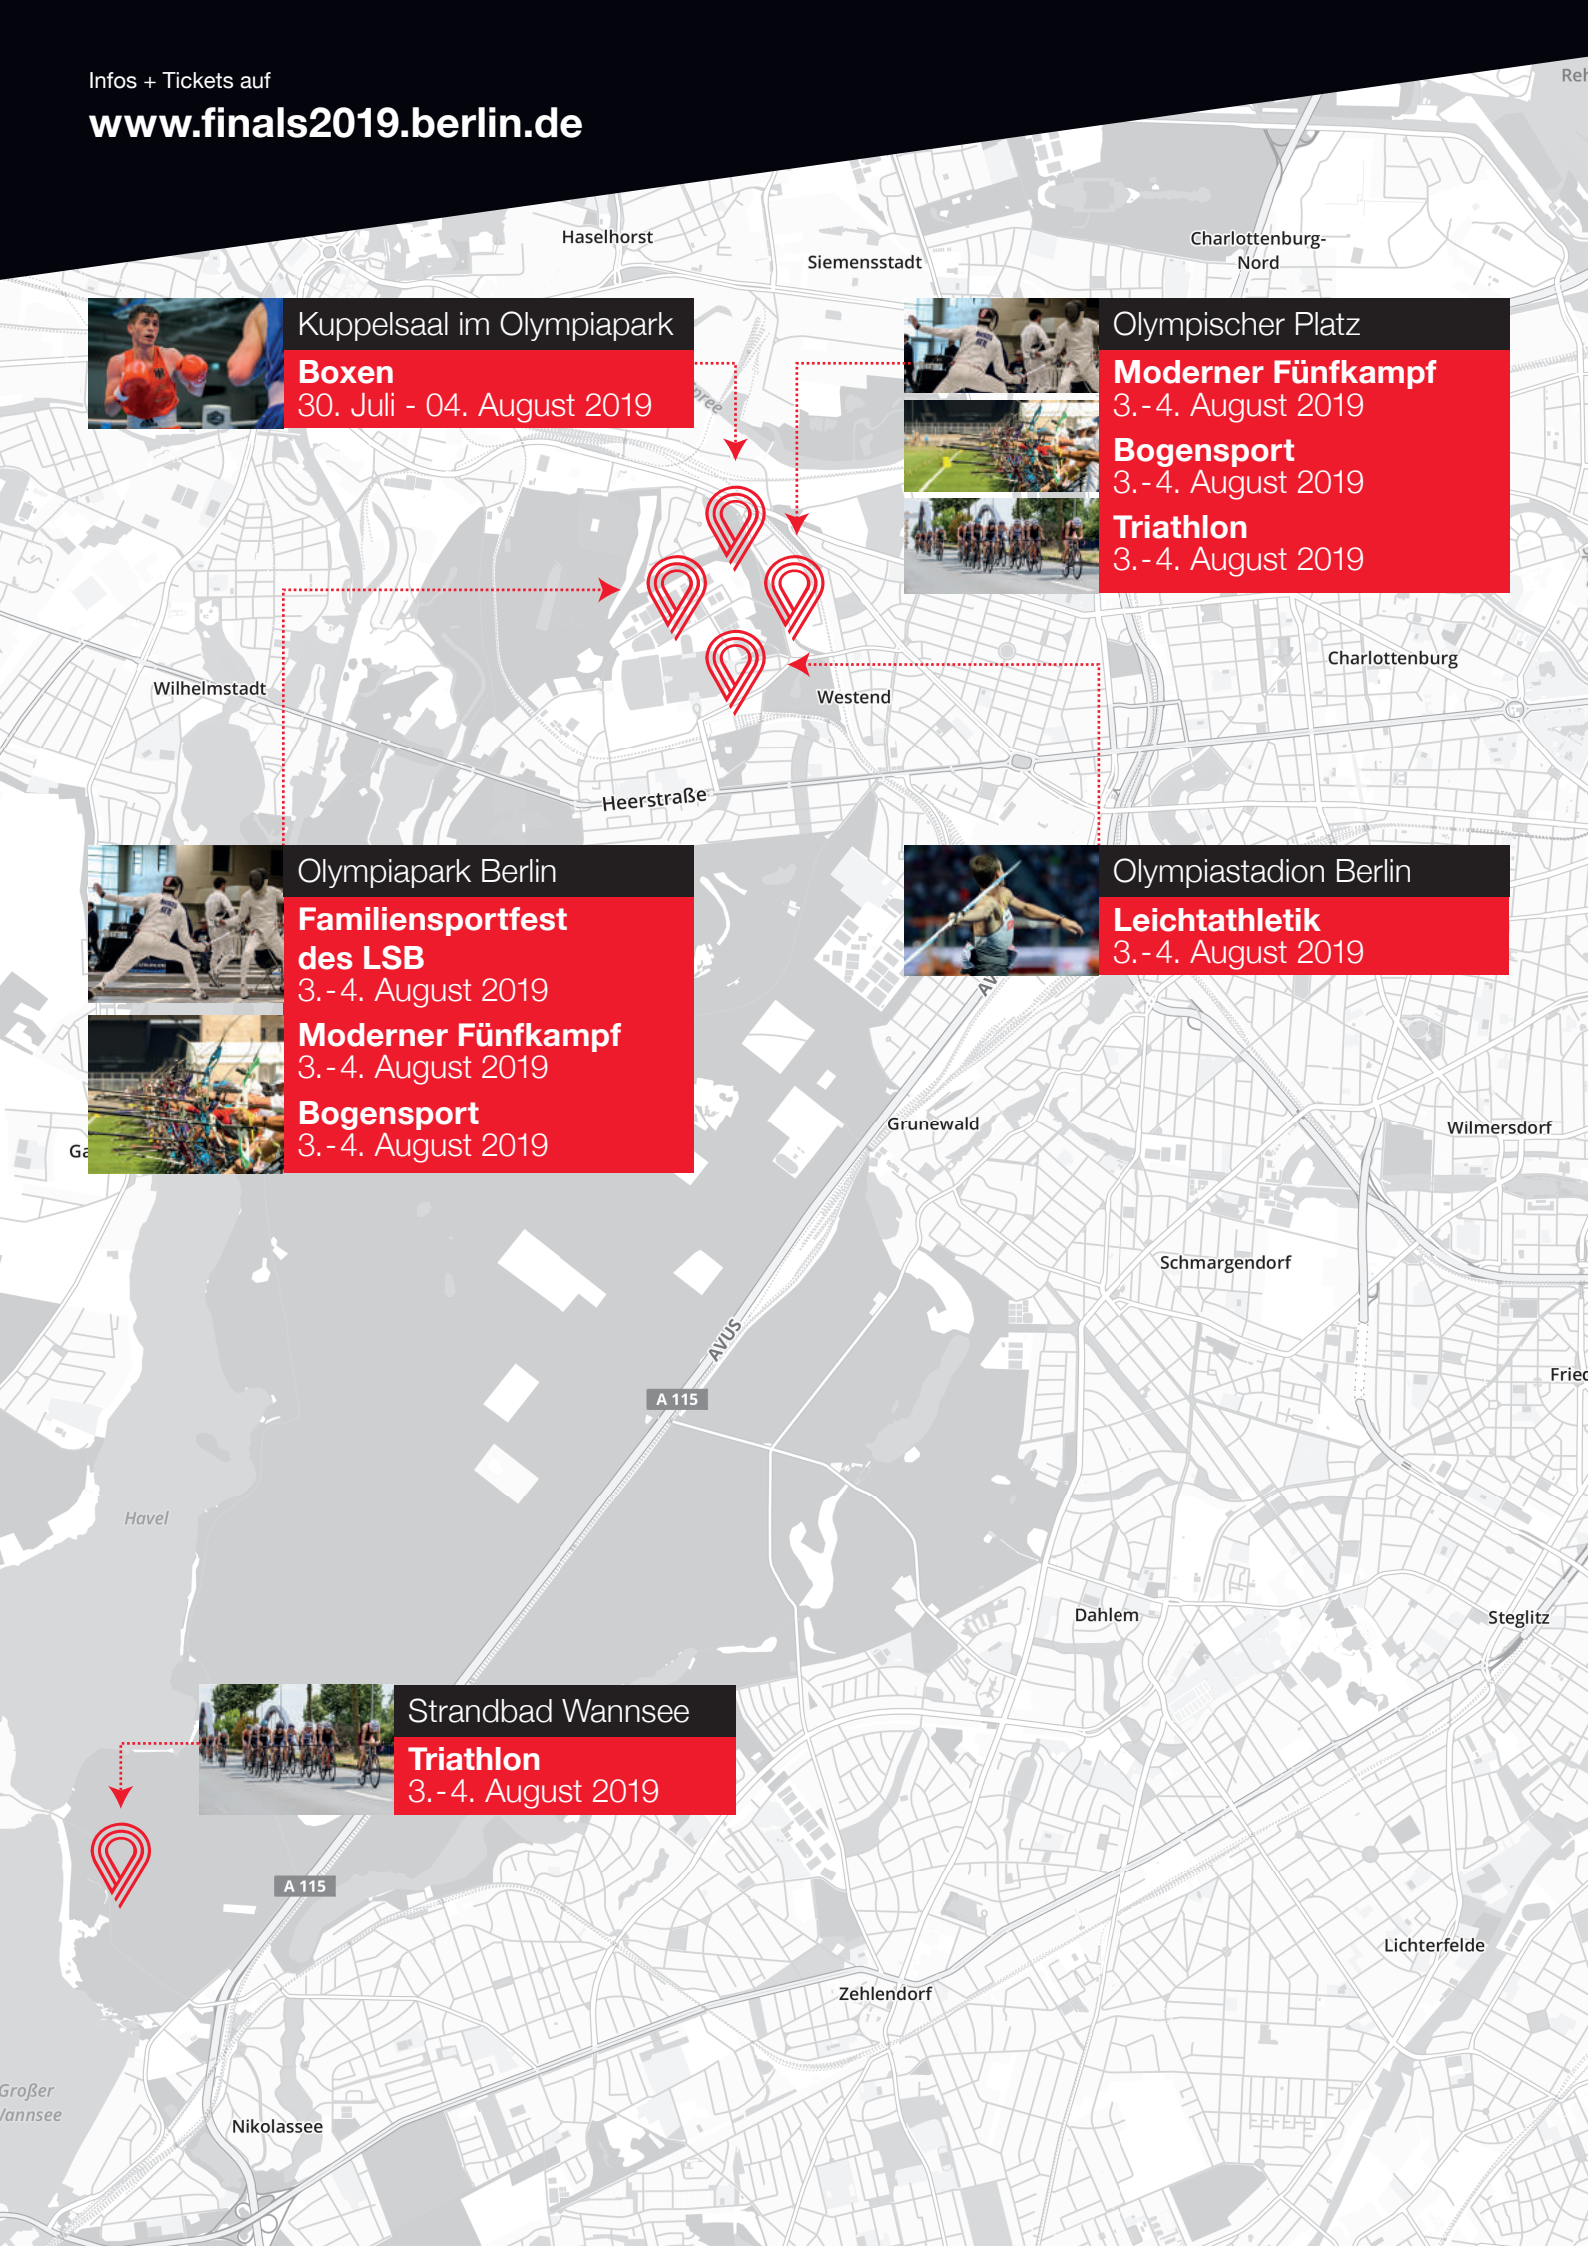 Infos + Tickets auf
www.finals2019.berlin.de
Haselhorst
Siemensstadt
Charlottenburg-
Nord
Kuppelsaal im Olympiapark
Boxen
30. Juli - 04. August 2019
Olympischer Platz
Moderner Fünfkampf
3.-4. August 2019
Bogensport
3.-4. August 2019
Triathlon
3.-4. August 2019
Wilhelmstadt
Westend
Charlottenburg
Heerstraße
Olympiapark Berlin
Familiensportfest
des LSB
3.-4. August 2019
Moderner Fünfkampf
3.-4. August 2019
Bogensport
3.-4. August 2019
Olympiastadion Berlin
Leichtathletik
3.-4. August 2019
Grunewald
Wilmersdorf
Schmargendorf
AVUS
A 115
Havel
Dahlem
Steglitz
Strandbad Wannsee
Triathlon
3.-4. August 2019
A 115
Lichterfelde
Zehlendorf
Großer
Nikolassee